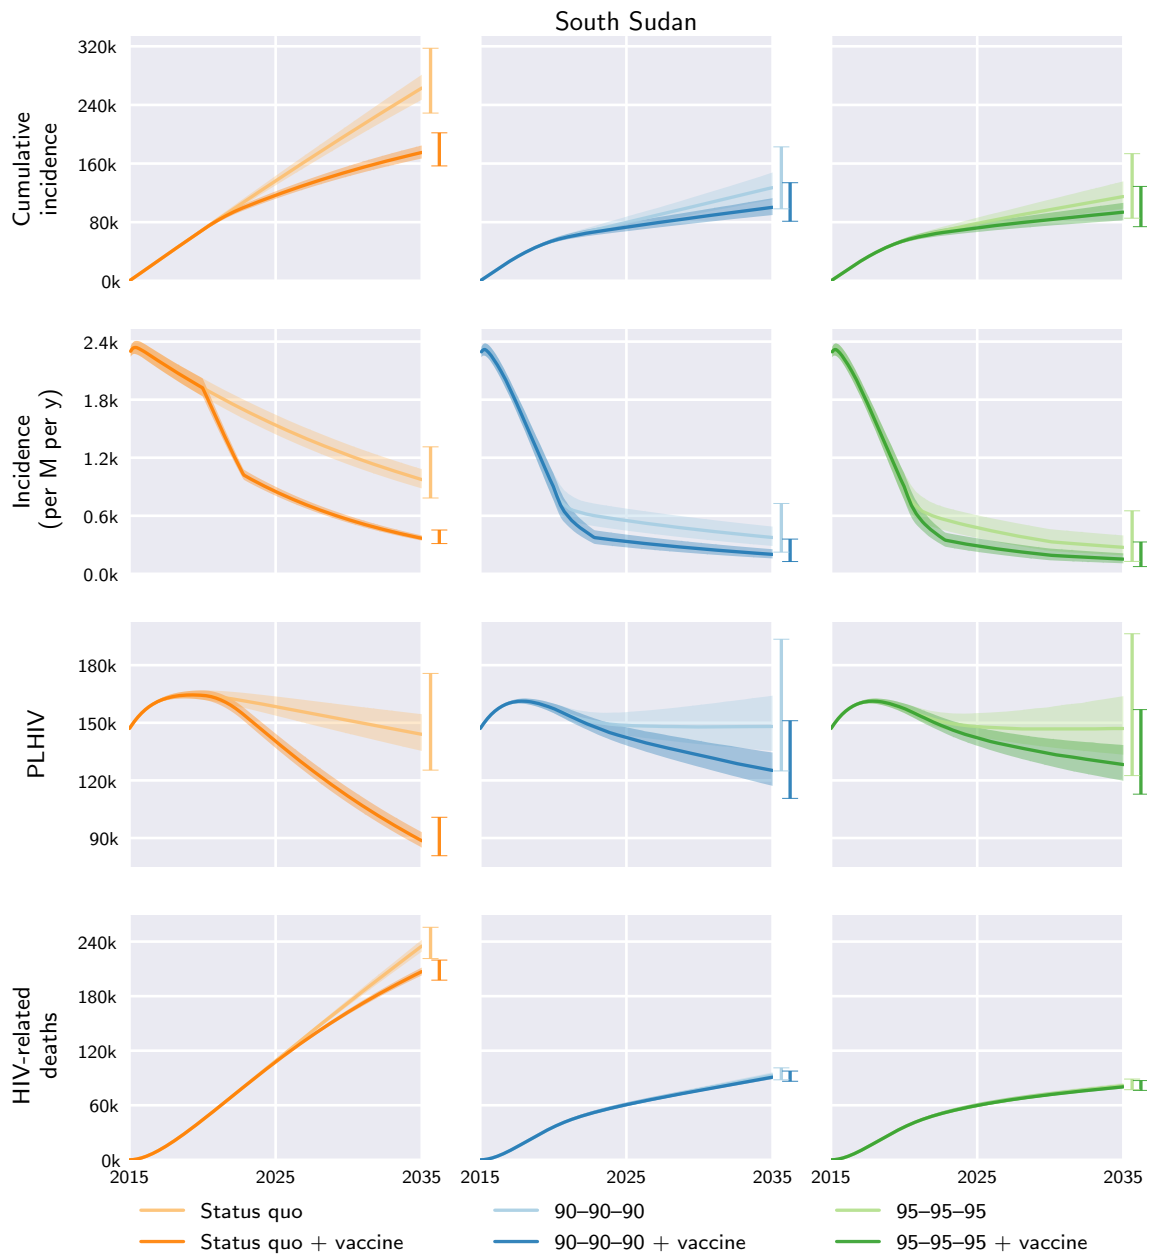 South Sudan
Cumulative
incidence
320k
240k
160k
80k
0k
Incidence
(per M per y)
2.4k
1.8k
1.2k
0.6k
0.0k
PLHIV
180k
150k
120k
90k
HIV-related
deaths
240k
180k
120k
60k
0k
2015 2025 2035 2015 2025 2035 2015 2025 2035
Status quo 90–90–90 95–95–95
Status quo + vaccine 90–90–90 + vaccine 95–95–95 + vaccine